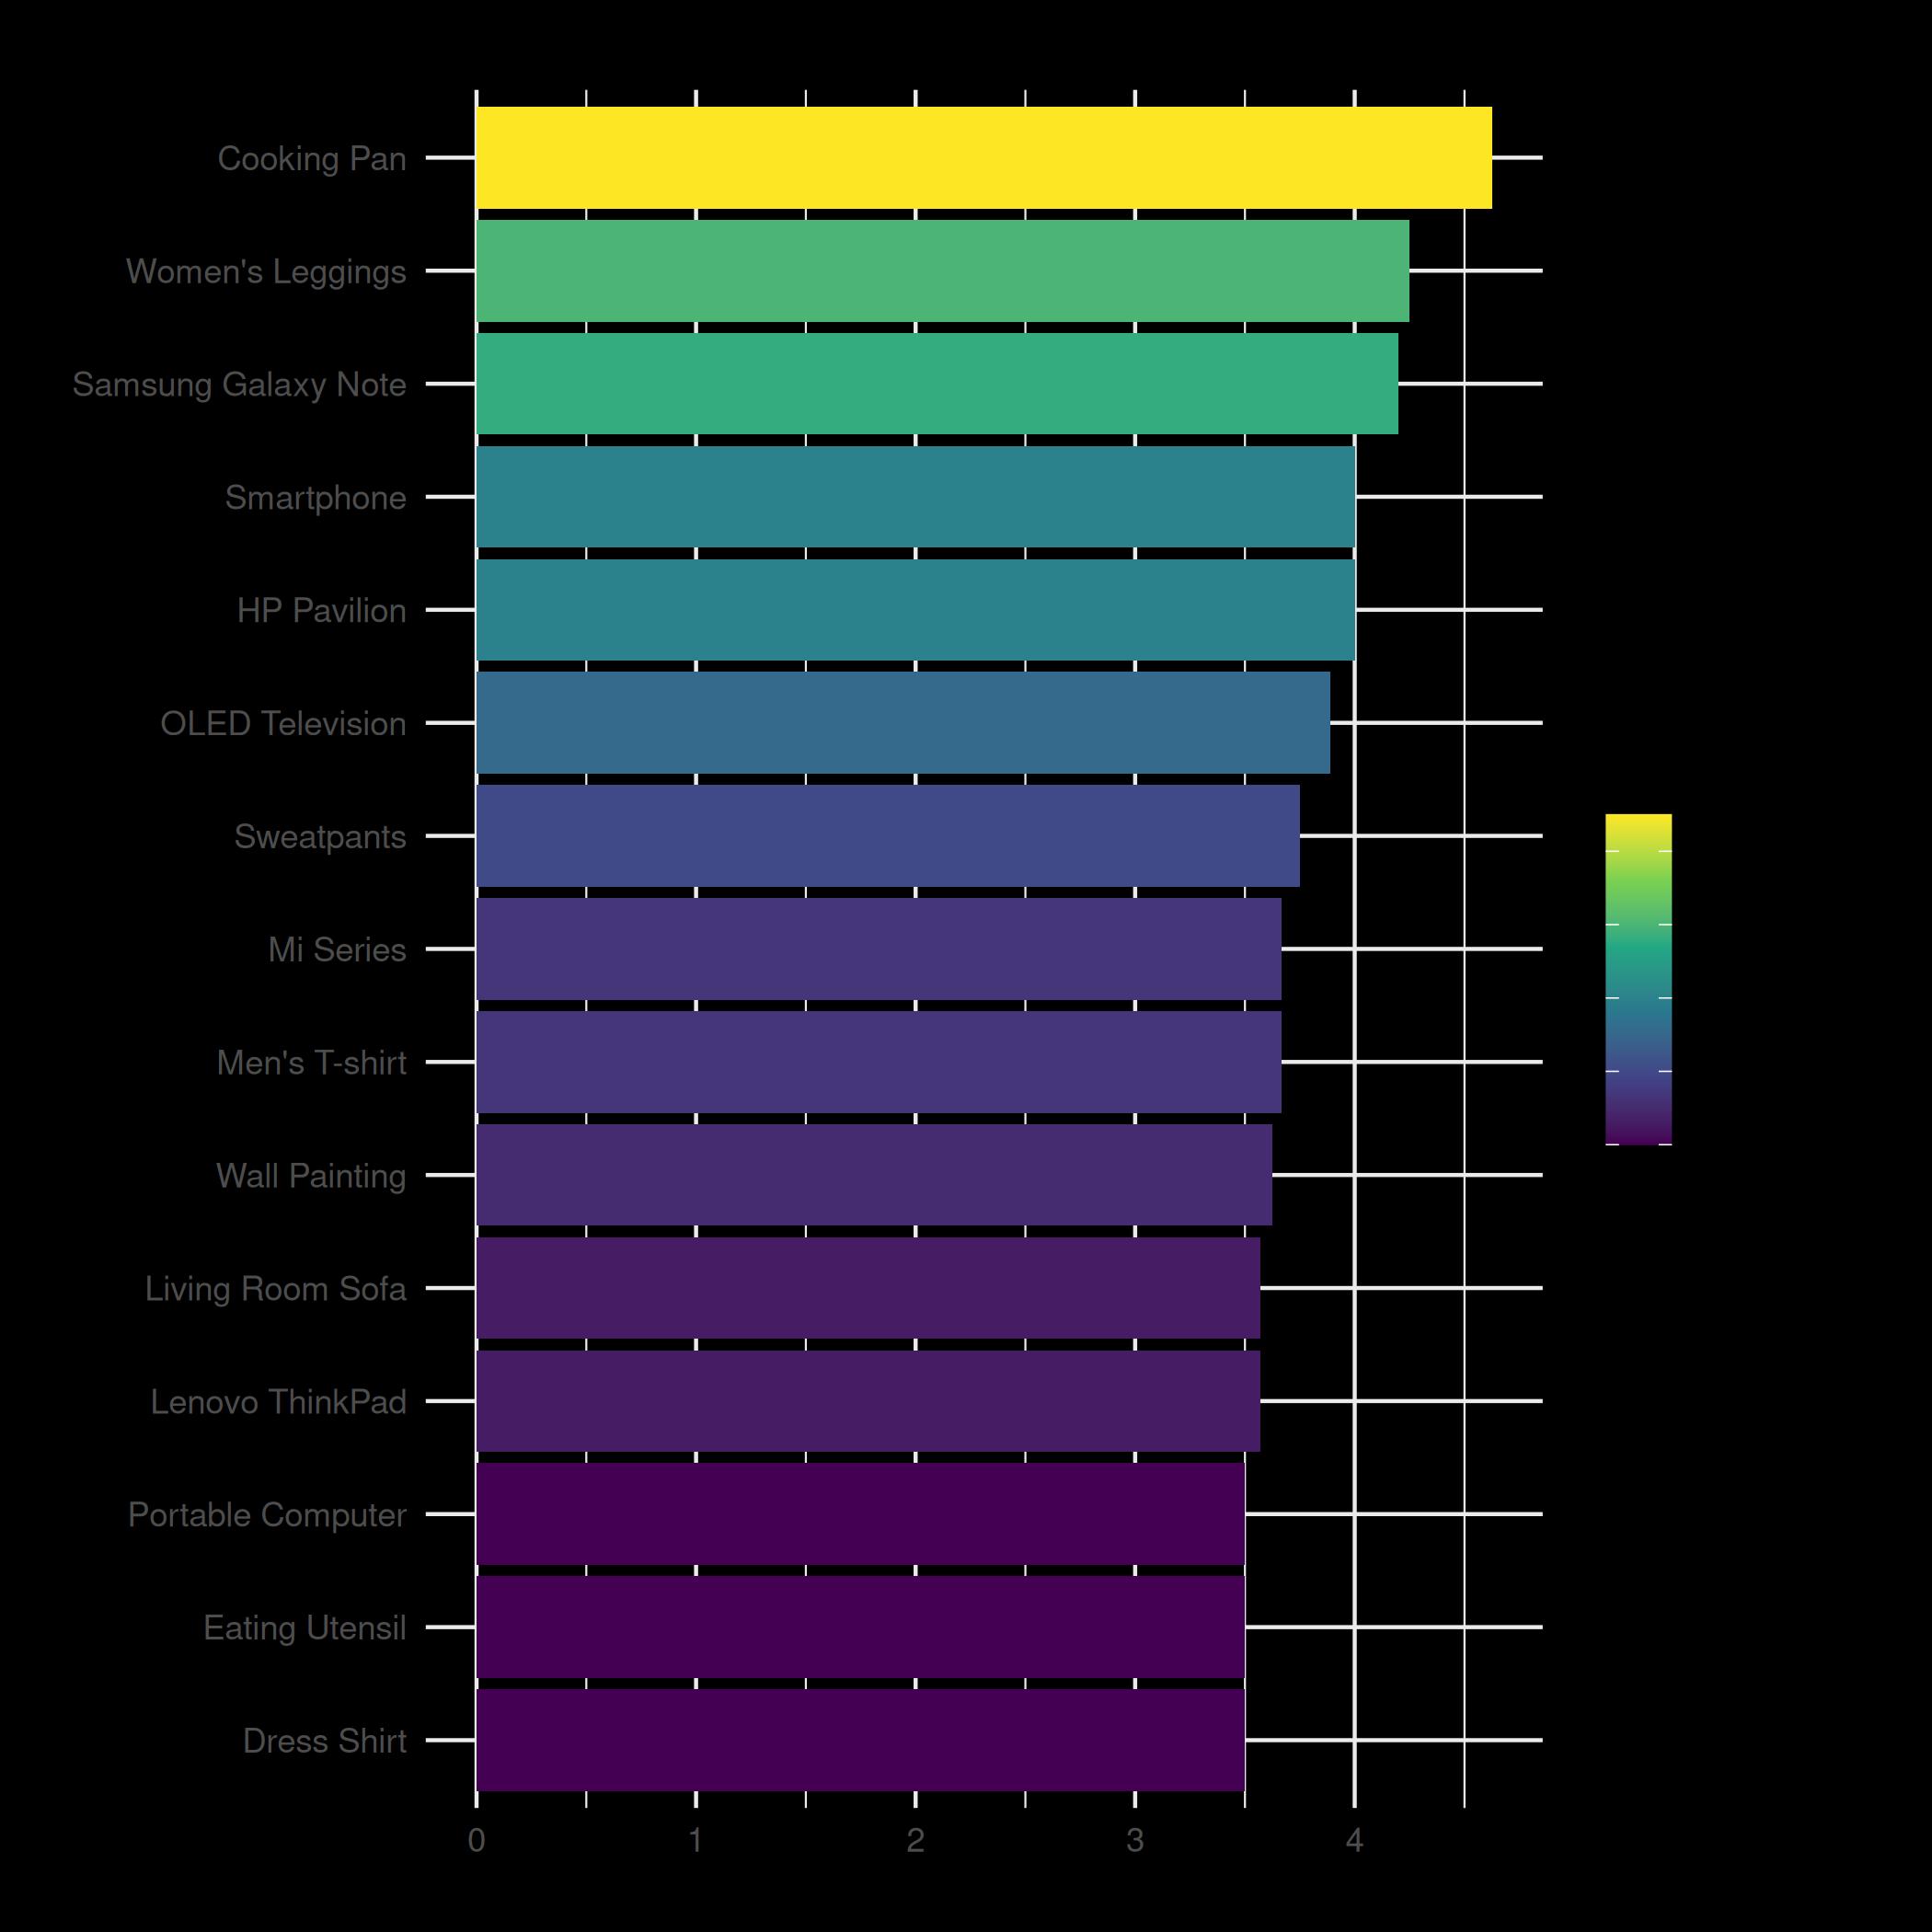 Cooking Pan
Women's Leggings
Samsung Galaxy Note
Smartphone
HP Pavilion
OLED Television
Sweatpants
Mi Series
Men's T-shirt
Wall Painting
Living Room Sofa
Lenovo ThinkPad
Portable Computer
Eating Utensil
Dress Shirt
0 1 2 3 4